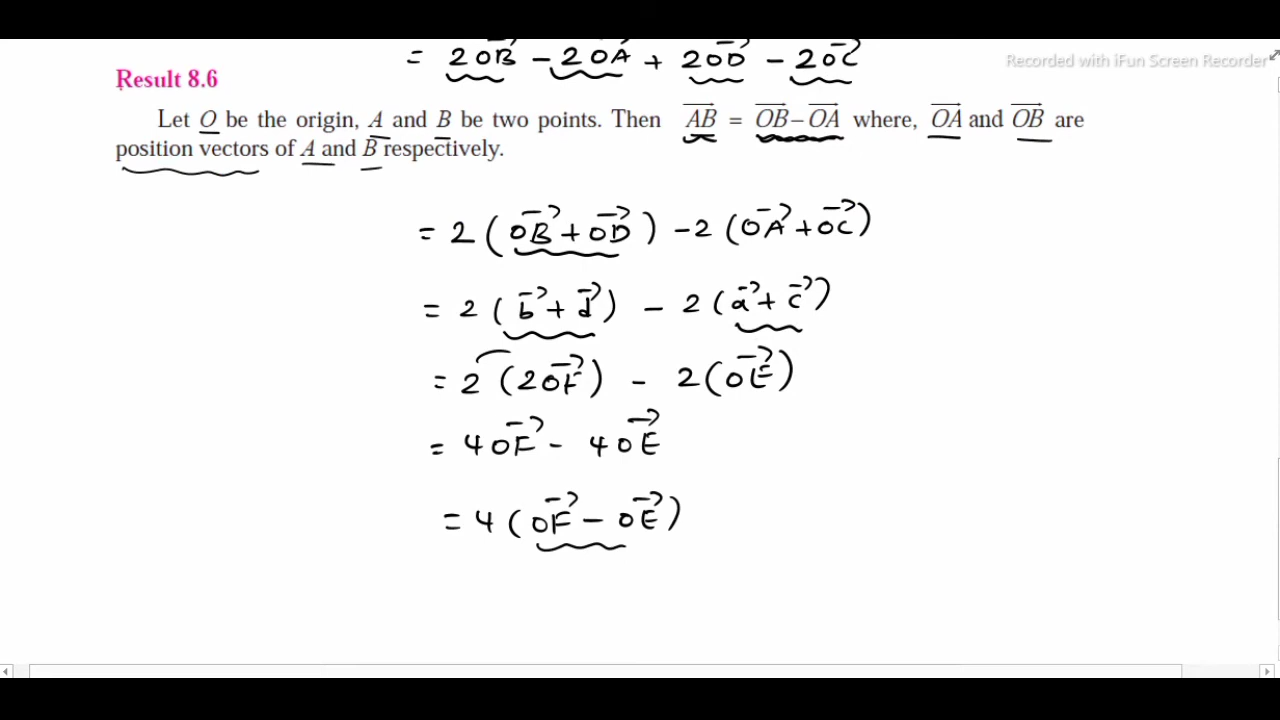 = 2OB⃗ − 2OA⃗ + 2OD⃗ − 2OC⃗
Recorded with iFun Screen Recorder
Result 8.6
Let O be the origin, A and B be two points. Then AB⃗ = OB⃗ – OA⃗ where, OA⃗ and OB⃗ are
position vectors of A and B respectively.
= 2 (OB⃗ + OD⃗) − 2 (OA⃗ + OC⃗)
= 2 (b⃗ + d⃗) − 2 (a⃗ + c⃗)
= 2 (2OF⃗) − 2 (OE⃗)
= 4OF⃗ − 4OE⃗
= 4 (OF⃗ − OE⃗)